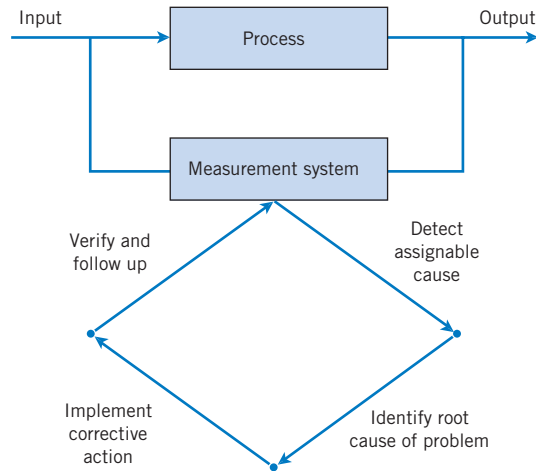 Input
Output
Process
Measurement system
Verify and
follow up
Detect
assignable
cause
Implement
corrective
action
Identify root
cause of problem